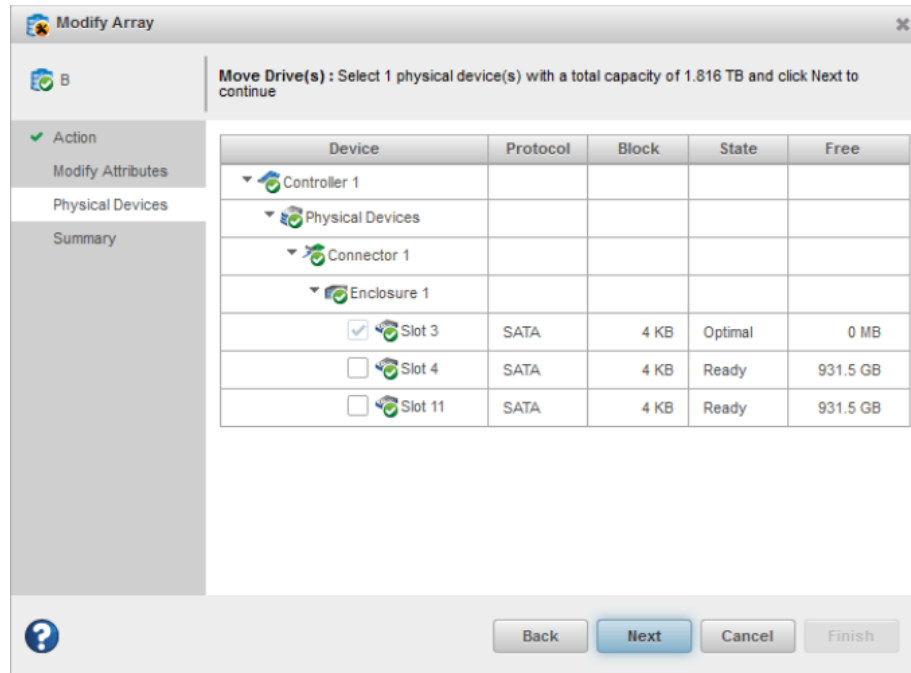 Modify Array
B
Move Drive(s) : Select 1 physical device(s) with a total capacity of 1.816 TB and click Next to
continue
Action
Modify Attributes
Physical Devices
Summary
Device Protocol Block State Free
Controller 1
Physical Devices
Connector 1
Enclosure 1
Slot 3 SATA 4 KB Optimal 0 MB
Slot 4 SATA 4 KB Ready 931.5 GB
Slot 11 SATA 4 KB Ready 931.5 GB
? Back Next Cancel Finish